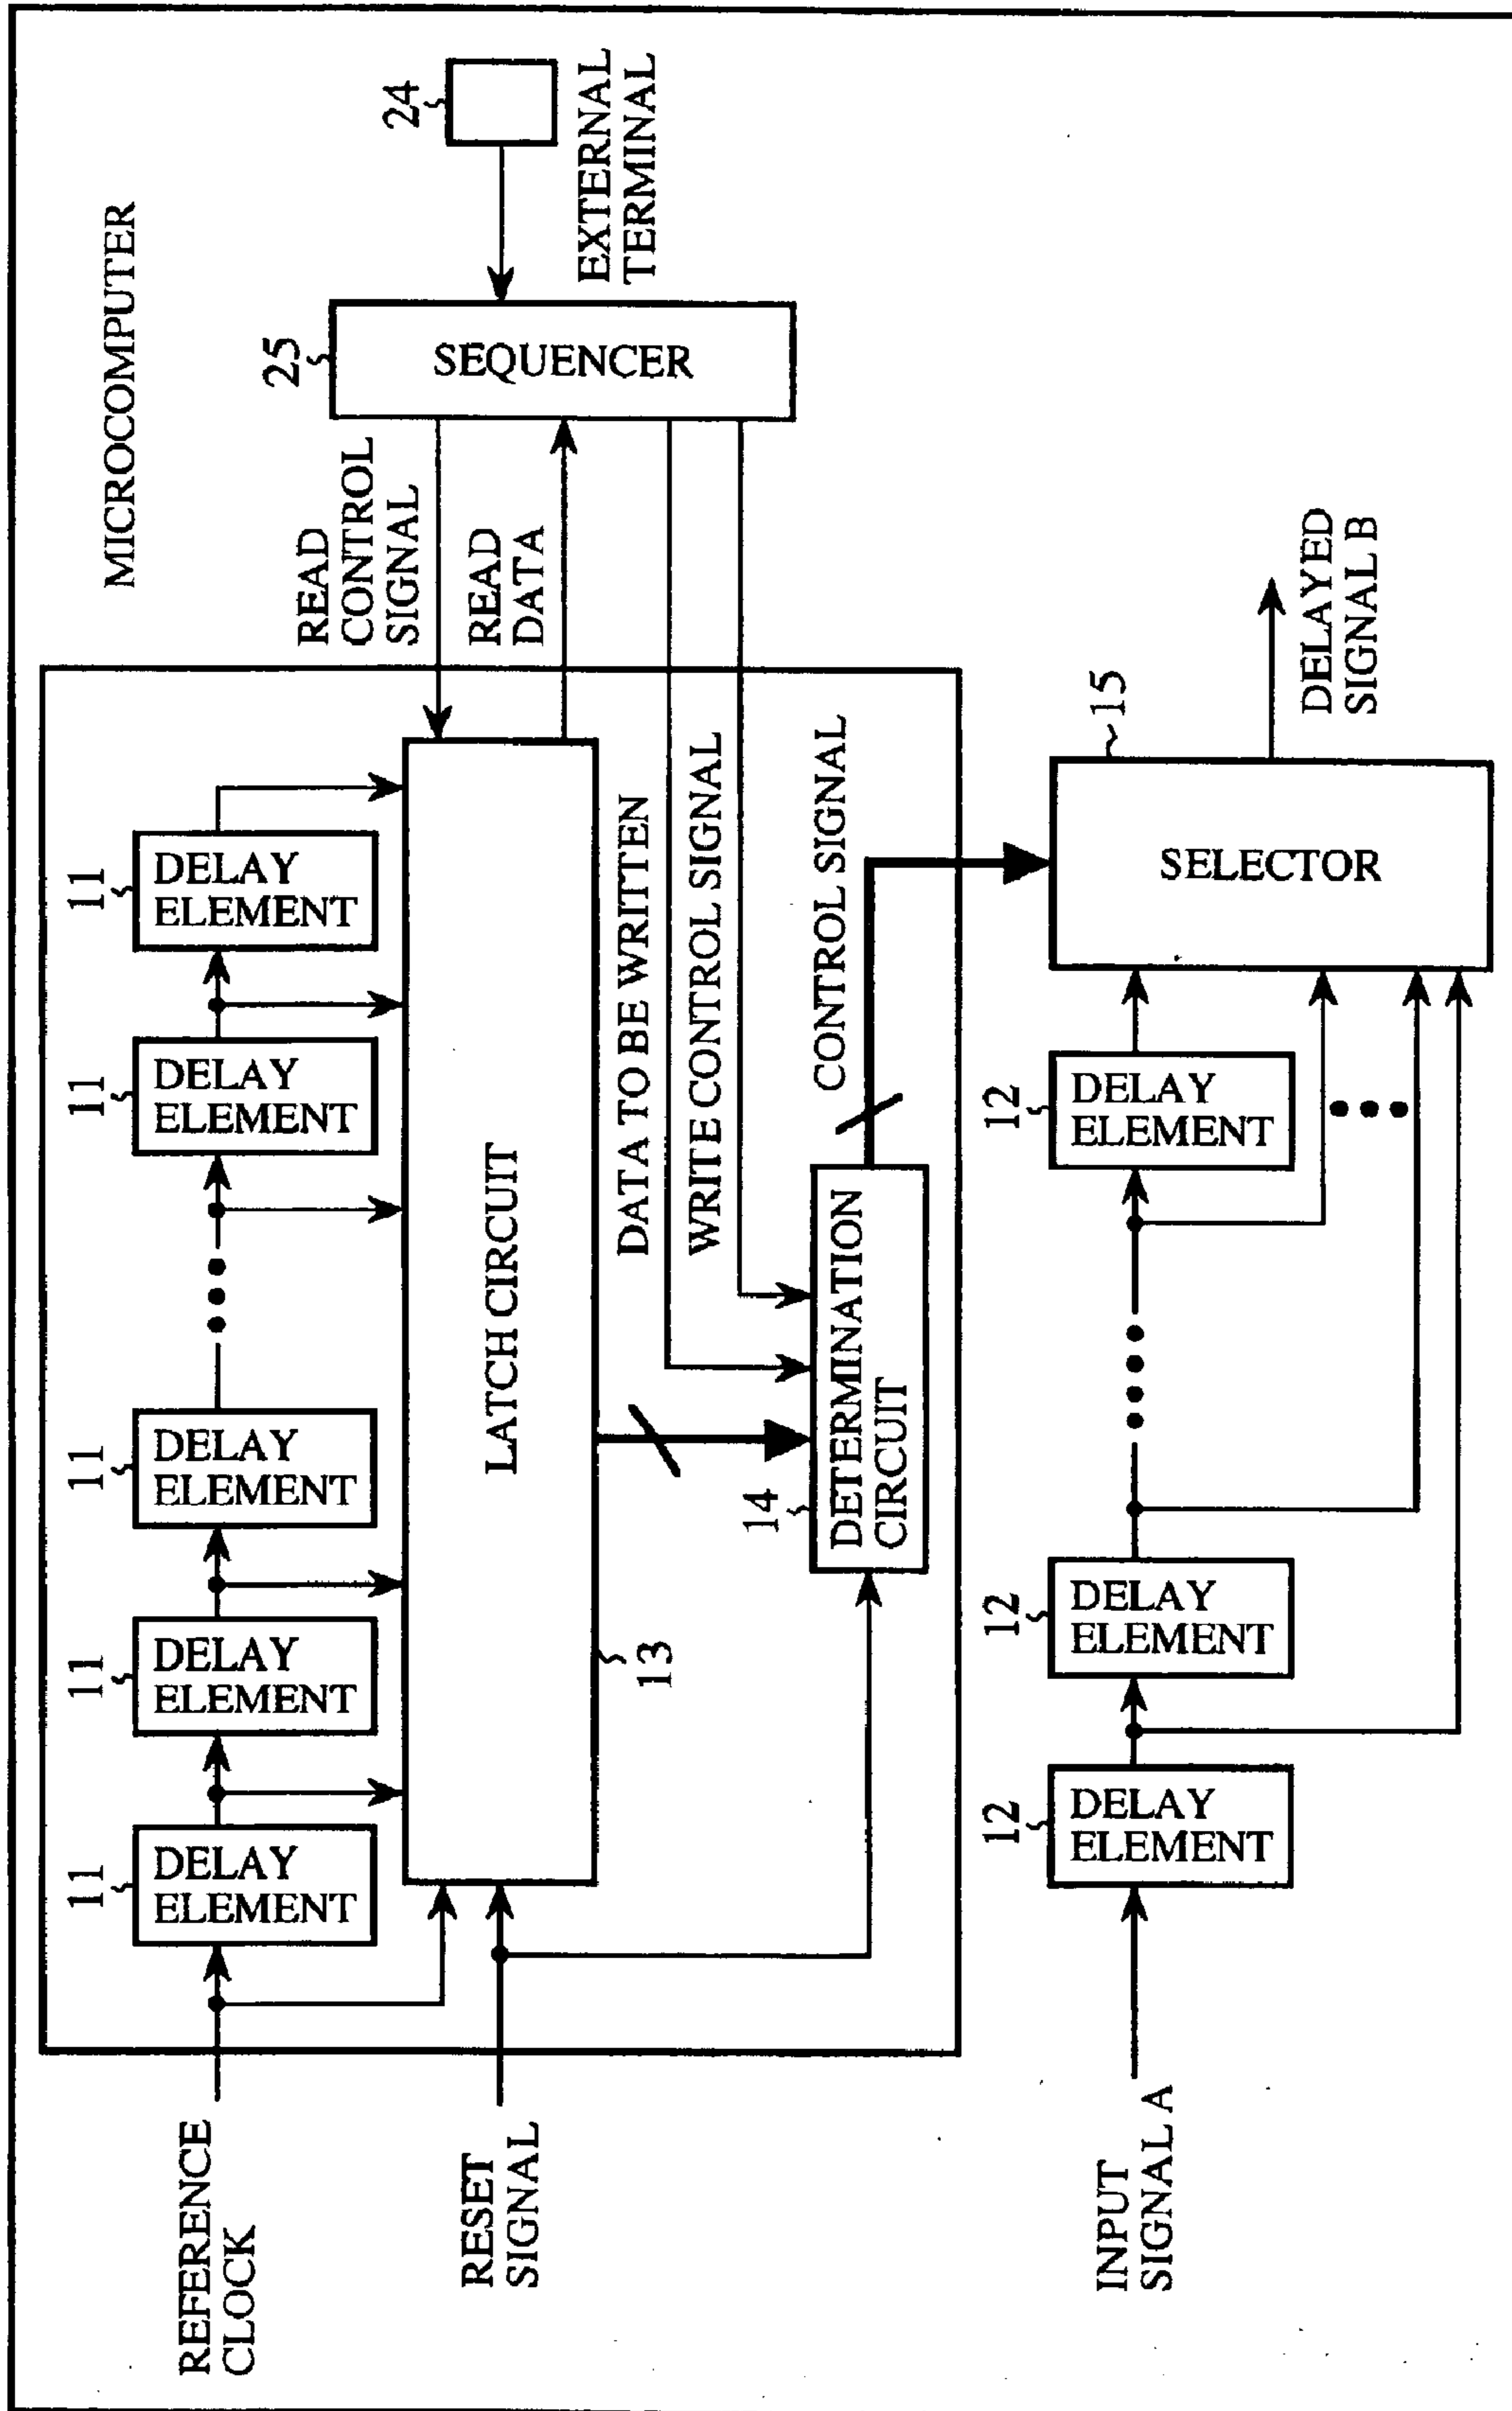 MICROCOMPUTER
REFERENCE
CLOCK
11
DELAY
ELEMENT
11
DELAY
ELEMENT
11
DELAY
ELEMENT
11
DELAY
ELEMENT
11
DELAY
ELEMENT
RESET
SIGNAL
LATCH CIRCUIT
13
READ
CONTROL
SIGNAL
READ
DATA
25
SEQUENCER
24
EXTERNAL
TERMINAL
DATA TO BE WRITTEN
WRITE CONTROL SIGNAL
14
DETERMINATION
CIRCUIT
CONTROL SIGNAL
INPUT
SIGNAL A
12
DELAY
ELEMENT
12
DELAY
ELEMENT
12
DELAY
ELEMENT
15
SELECTOR
DELAYED
SIGNAL B